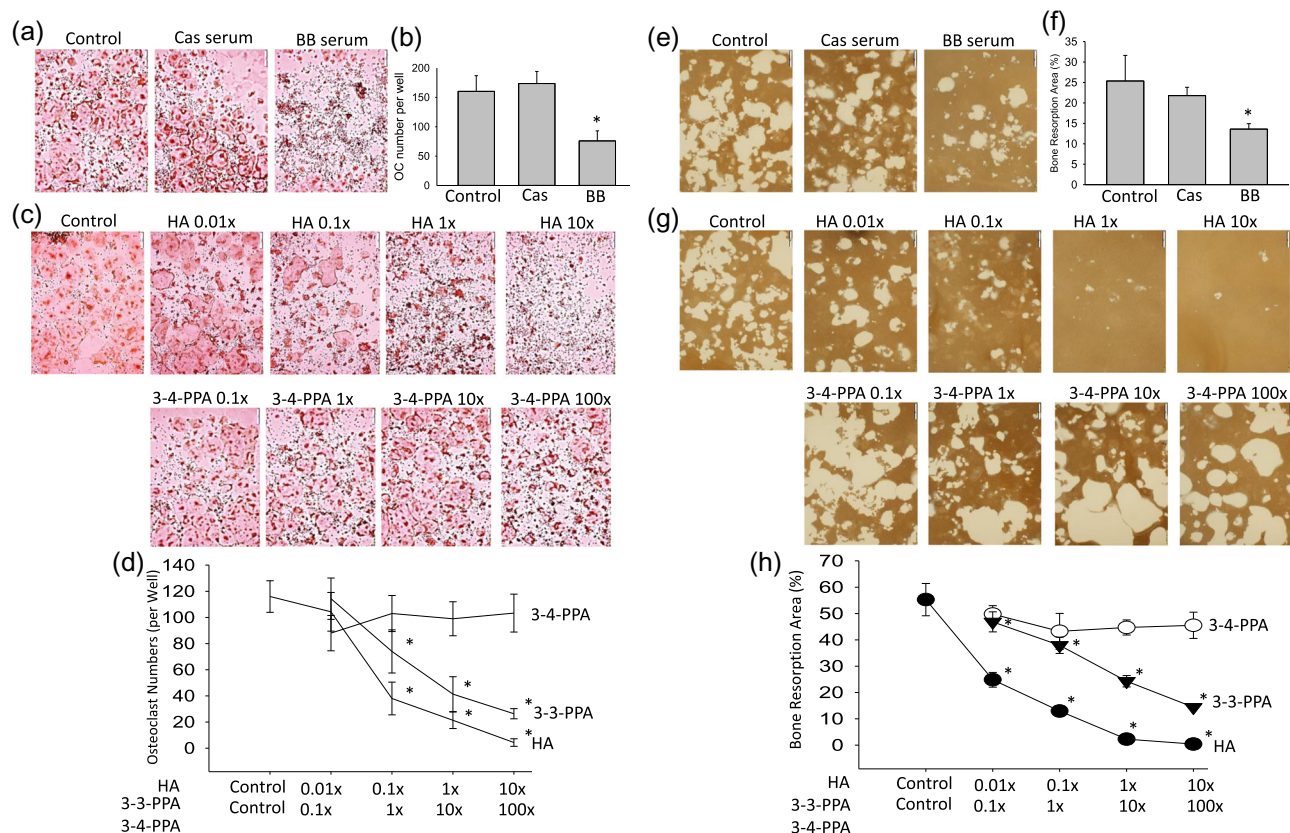 (a)
Control Cas serum BB serum
(b)
OC number per well
200
150
100
50
0
*
Control Cas BB
(c)
Control HA 0.01x HA 0.1x HA 1x HA 10x
3-4-PPA 0.1x 3-4-PPA 1x 3-4-PPA 10x 3-4-PPA 100x
(d)
Osteoclast Numbers (per Well)
140
120
100
80
60
40
20
0
3-4-PPA
* * *
3-3-PPA
* * *
HA
HA Control 0.01x 0.1x 1x 10x
3-3-PPA Control 0.1x 1x 10x 100x
3-4-PPA
(e)
Control Cas serum BB serum
(f)
Bone Resorption Area (%)
35
30
25
20
15
10
5
0
*
Control Cas BB
(g)
Control HA 0.01x HA 0.1x HA 1x HA 10x
3-4-PPA 0.1x 3-4-PPA 1x 3-4-PPA 10x 3-4-PPA 100x
(h)
Bone Resorption Area (%)
70
60
50
40
30
20
10
0
3-4-PPA
* * * *
3-3-PPA
* * * *
HA
HA Control 0.01x 0.1x 1x 10x
3-3-PPA Control 0.1x 1x 10x 100x
3-4-PPA